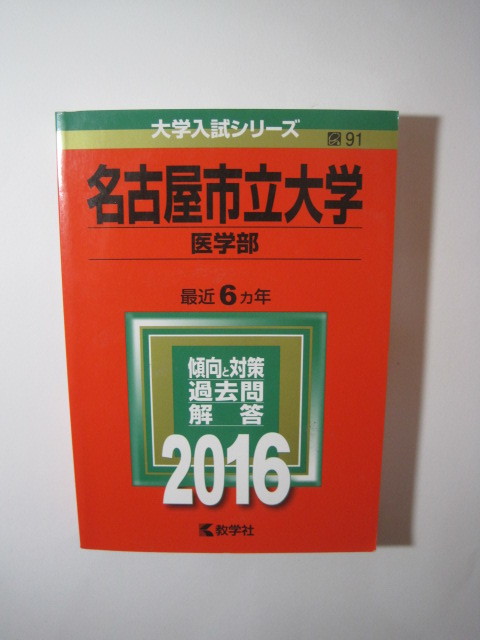 大学入試シリーズ
91
名古屋市立大学
医学部
最近6カ年
傾向と対策
過去問
解答
2016
教学社